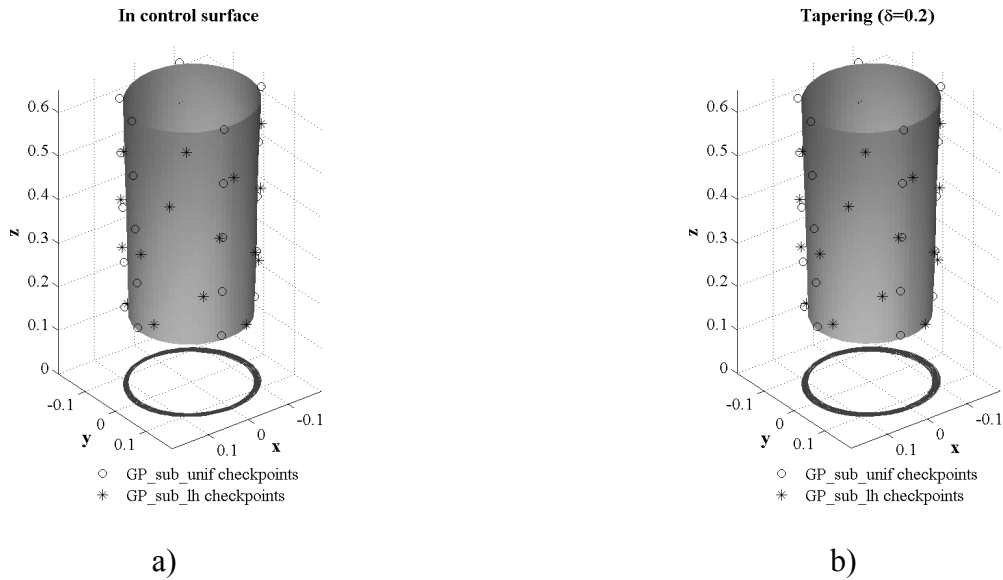 In control surface
0.6
0.5
0.4
0.3
0.2
0.1
0
z
-0.1
0
0.1
y
-0.1
0
0.1
x
GP_sub_unif checkpoints
GP_sub_lh checkpoints
a)
Tapering (δ=0.2)
0.6
0.5
0.4
0.3
0.2
0.1
0
z
-0.1
0
0.1
y
-0.1
0
0.1
x
GP_sub_unif checkpoints
GP_sub_lh checkpoints
b)